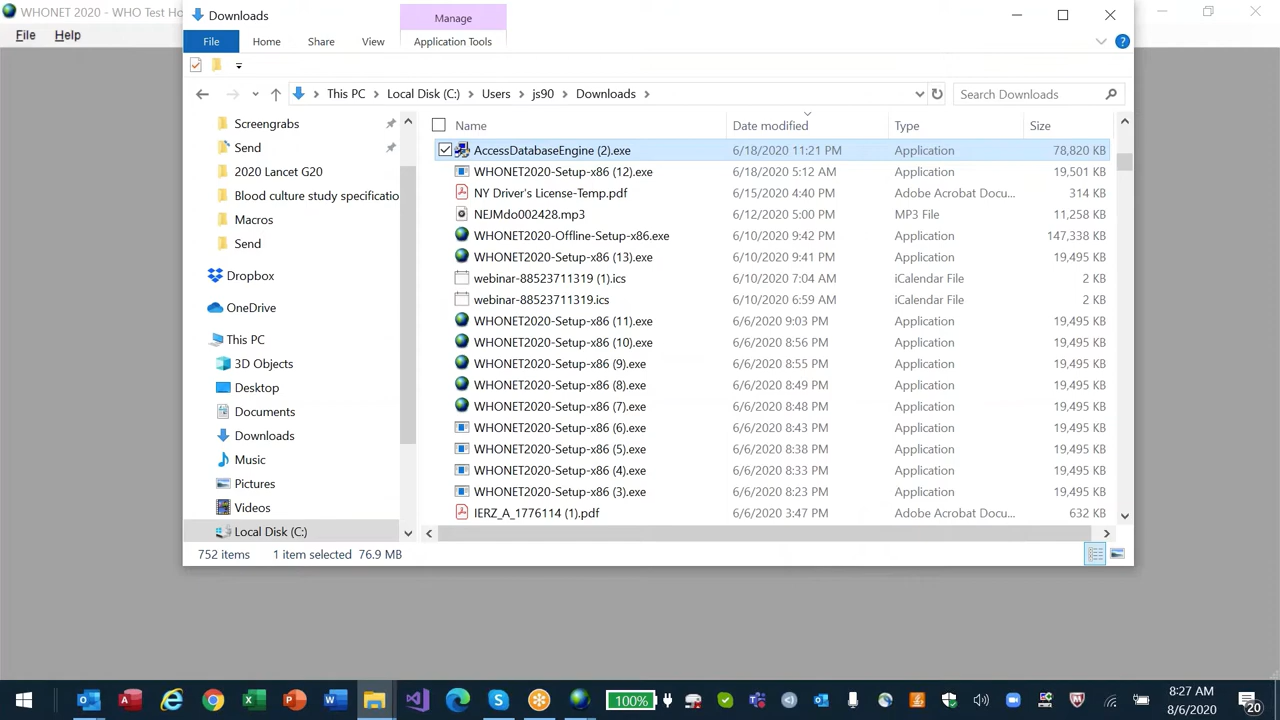 WHONET 2020 - WHO Test Ho
File Help
Downloads
Manage
File Home Share View Application Tools
This PC > Local Disk (C:) > Users > js90 > Downloads >
Search Downloads
Name Date modified Type Size
AccessDatabaseEngine (2).exe 6/18/2020 11:21 PM Application 78,820 KB
WHONET2020-Setup-x86 (12).exe 6/18/2020 5:12 AM Application 19,501 KB
NY Driver's License-Temp.pdf 6/15/2020 4:40 PM Adobe Acrobat Docu... 314 KB
NEJMdo002428.mp3 6/12/2020 5:00 PM MP3 File 11,258 KB
WHONET2020-Offline-Setup-x86.exe 6/10/2020 9:42 PM Application 147,338 KB
WHONET2020-Setup-x86 (13).exe 6/10/2020 9:41 PM Application 19,495 KB
webinar-88523711319 (1).ics 6/10/2020 7:04 AM iCalendar File 2 KB
webinar-88523711319.ics 6/10/2020 6:59 AM iCalendar File 2 KB
WHONET2020-Setup-x86 (11).exe 6/6/2020 9:03 PM Application 19,495 KB
WHONET2020-Setup-x86 (10).exe 6/6/2020 8:56 PM Application 19,495 KB
WHONET2020-Setup-x86 (9).exe 6/6/2020 8:55 PM Application 19,495 KB
WHONET2020-Setup-x86 (8).exe 6/6/2020 8:49 PM Application 19,495 KB
WHONET2020-Setup-x86 (7).exe 6/6/2020 8:48 PM Application 19,495 KB
WHONET2020-Setup-x86 (6).exe 6/6/2020 8:43 PM Application 19,495 KB
WHONET2020-Setup-x86 (5).exe 6/6/2020 8:38 PM Application 19,495 KB
WHONET2020-Setup-x86 (4).exe 6/6/2020 8:33 PM Application 19,495 KB
WHONET2020-Setup-x86 (3).exe 6/6/2020 8:23 PM Application 19,495 KB
IERZ_A_1776114 (1).pdf 6/6/2020 3:47 PM Adobe Acrobat Docu... 632 KB
Screengrabs
Send
2020 Lancet G20
Blood culture study specificatio
Macros
Send
Dropbox
OneDrive
This PC
3D Objects
Desktop
Documents
Downloads
Music
Pictures
Videos
Local Disk (C:)
752 items 1 item selected 76.9 MB
100%
8:27 AM
8/6/2020
20